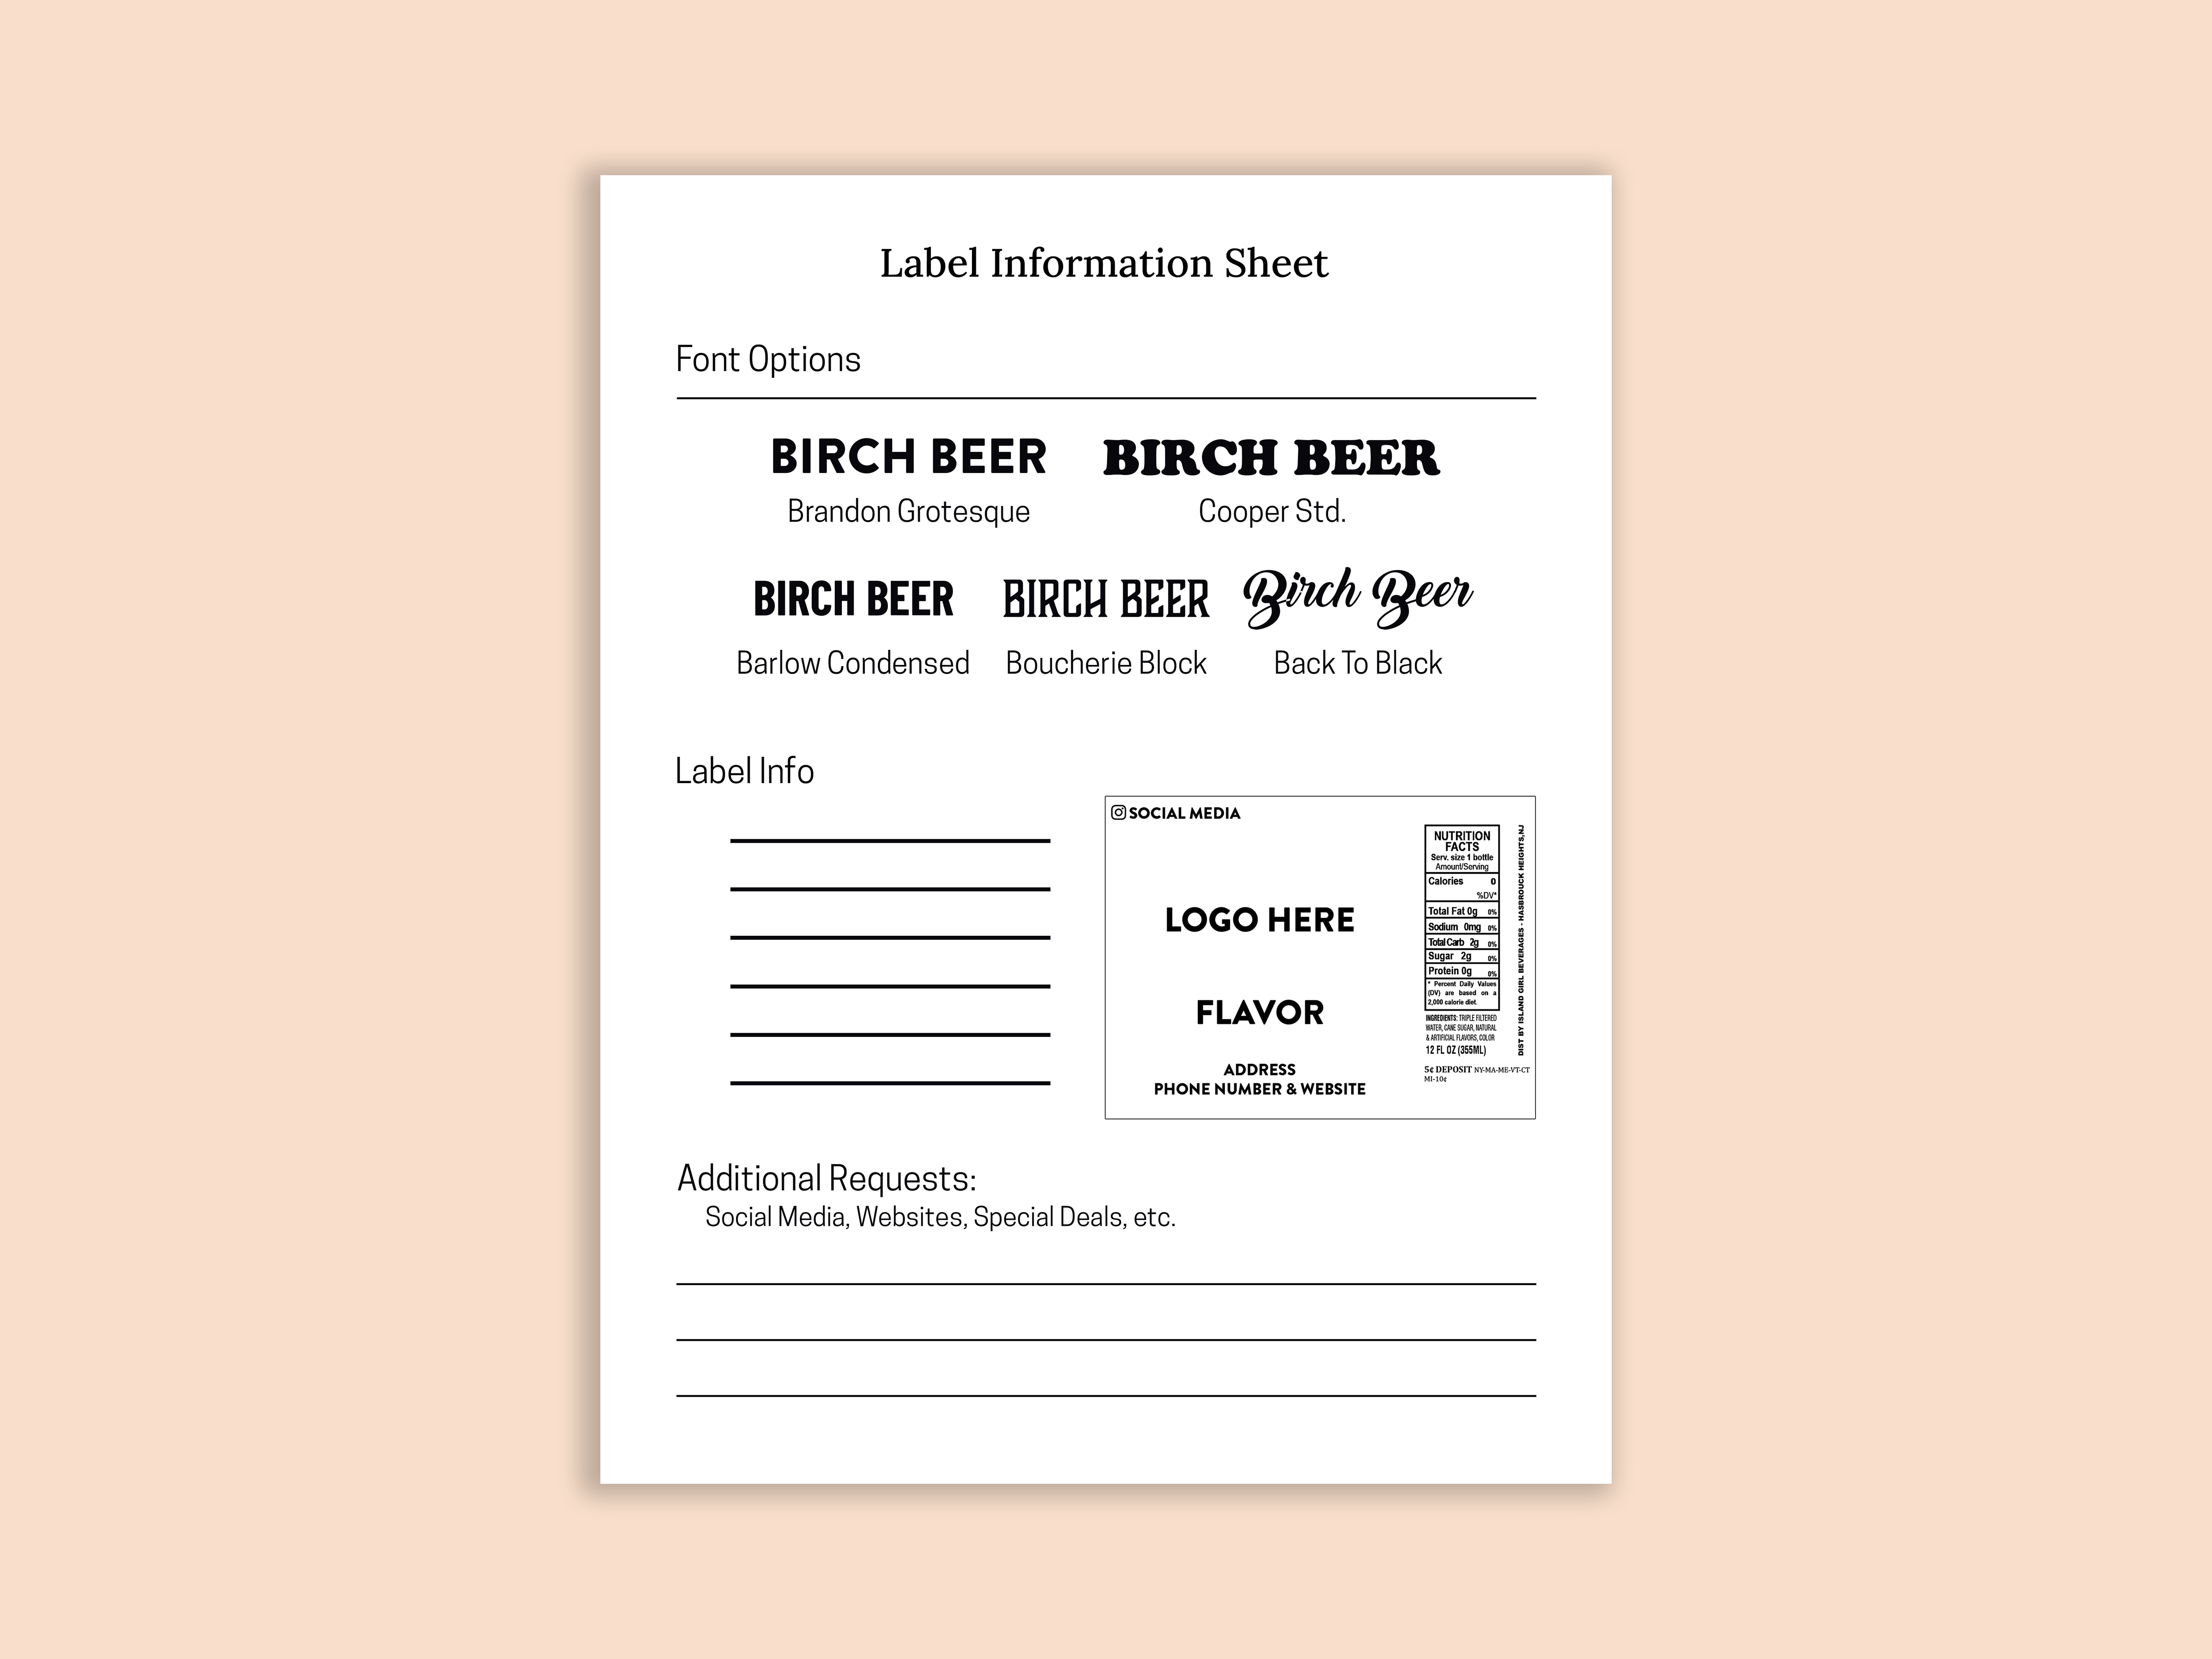 Label Information Sheet
Font Options
BIRCH BEER
BIRCH BEER
Brandon Grotesque
Cooper Std.
BIRCH BEER
BIRCH BEER
Birch Beer
Barlow Condensed
Boucherie Block
Back To Black
Label Info
SOCIAL MEDIA
LOGO HERE
FLAVOR
ADDRESS
PHONE NUMBER & WEBSITE
NUTRITION
FACTS
Serv. size 1 bottle
Amount/Serving
Calories 0
%DV*
Total Fat 0g 0%
Sodium 0mg 0%
Total Carb 2g 0%
Sugar 2g 0%
Protein 0g 0%
* Percent Daily Values
(DV) are based on a
2,000 calorie diet.
INGREDIENTS: TRIPLE FILTERED
WATER, CANE SUGAR, NATURAL
& ARTIFICIAL FLAVORS, COLOR
12 FL OZ (355ML)
5¢ DEPOSIT NY-MA-ME-VT-CT
MI-10¢
DIST BY ISLAND GIRL BEVERAGES - HASBROUCK HEIGHTS,NJ
Additional Requests:
Social Media, Websites, Special Deals, etc.